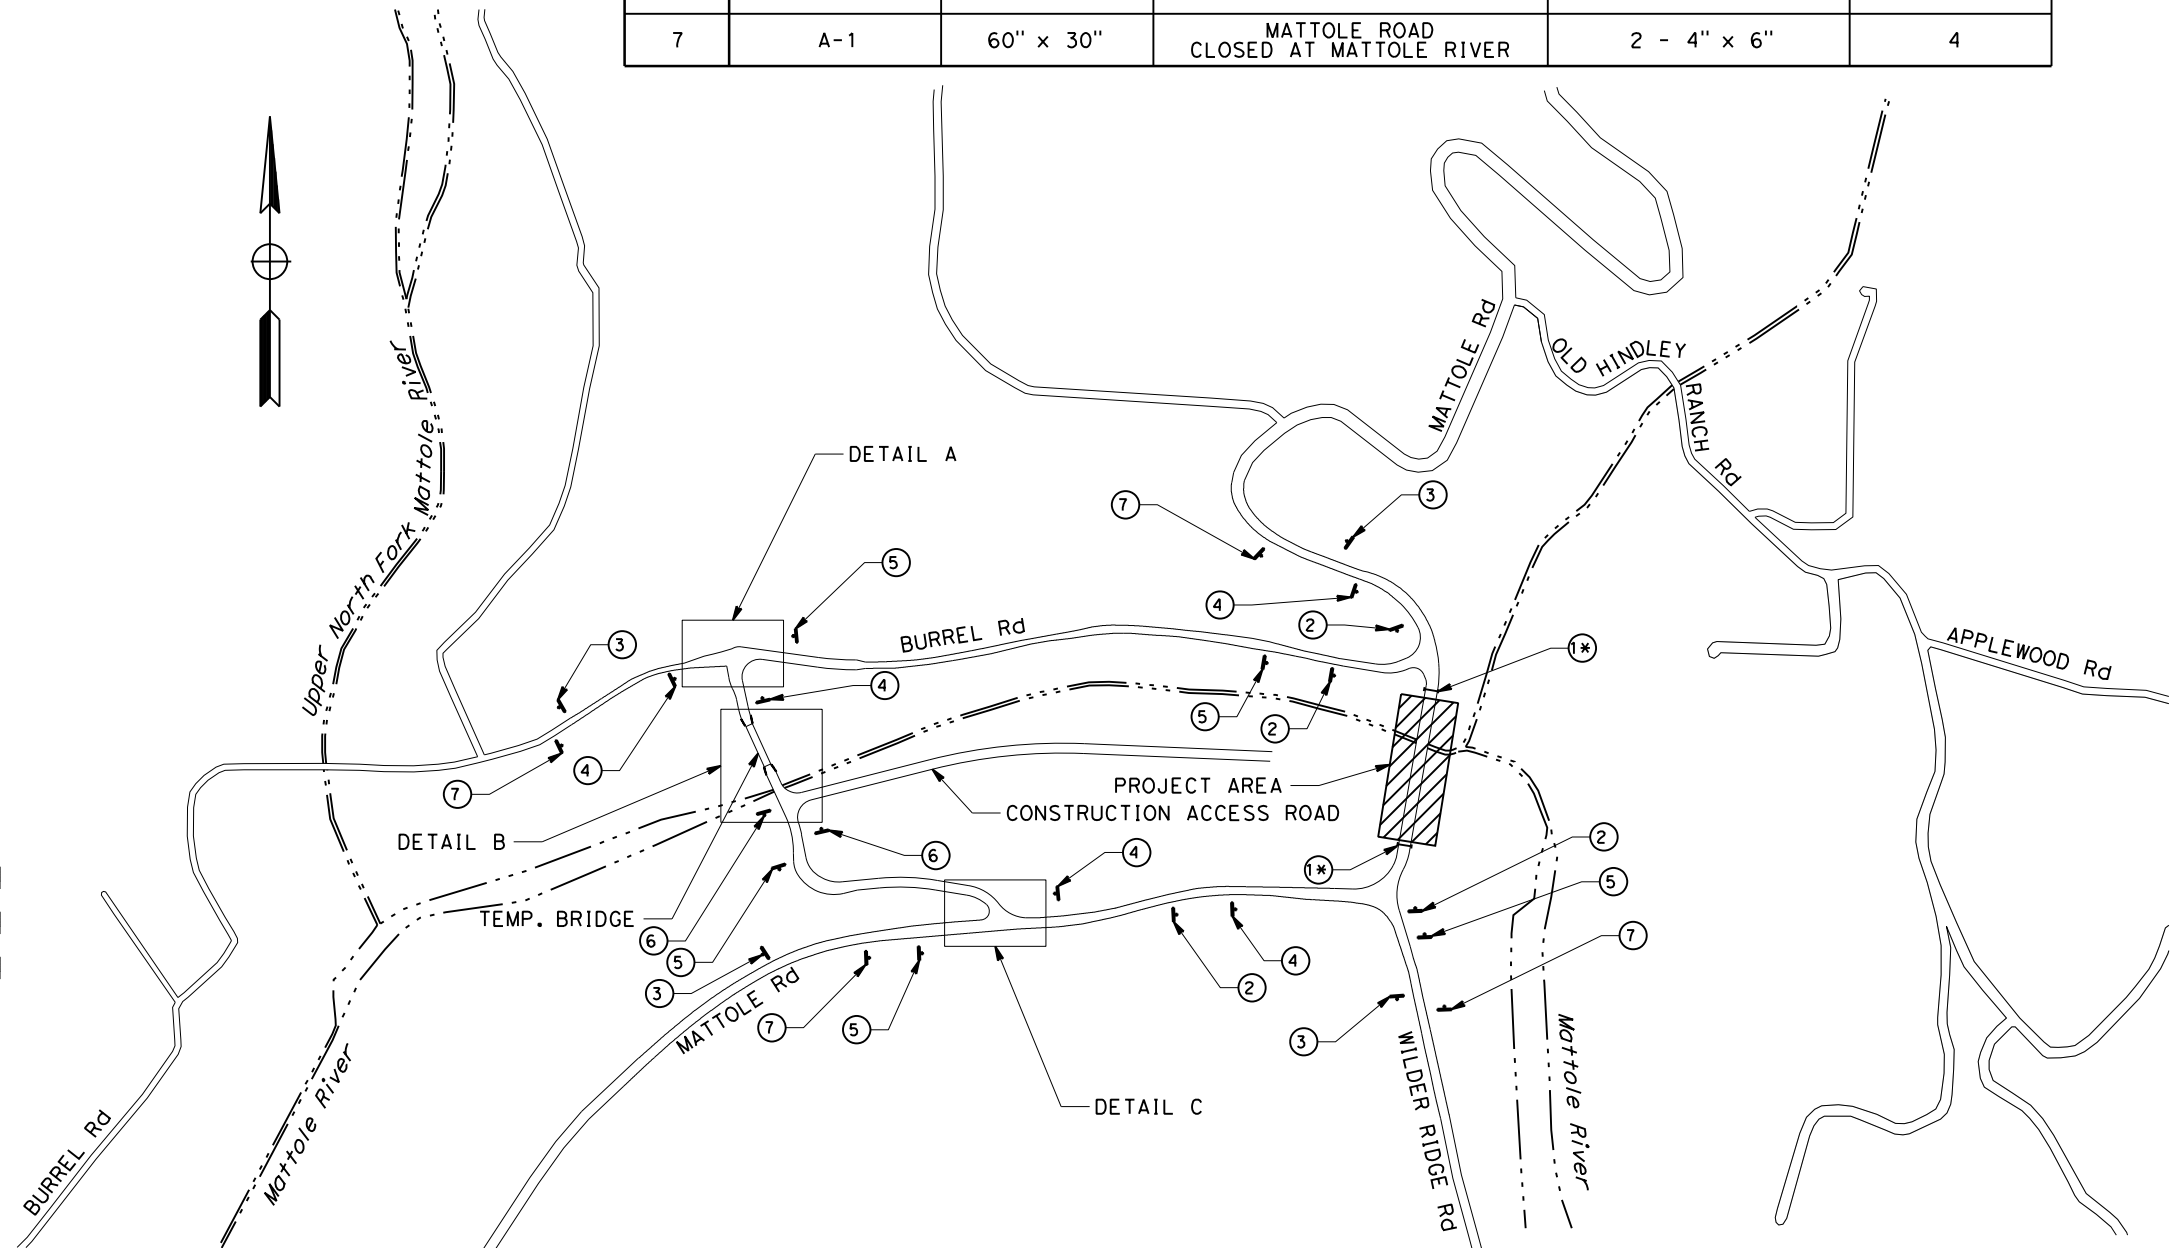 7 A-1 60" x 30" MATTOLE ROAD 2 - 4" x 6" 4
CLOSED AT MATTOLE RIVER
Upper North Fork Mattole River
MATTOLE Rd
OLD HINDLEY
RANCH Rd
DETAIL A
7
3
5
4
2
BURREL Rd
3
1*
APPLEWOOD Rd
4
5
2
4
7
PROJECT AREA
CONSTRUCTION ACCESS ROAD
DETAIL B
6
4
2
1*
5
TEMP. BRIDGE
6
5
7
3
4
2
MATTOLE Rd
7
5
3
WILDER RIDGE Rd
Mattole River
Mattole River
DETAIL C
BURREL Rd